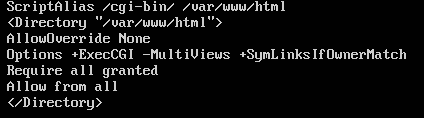 ScriptAlias /cgi-bin/ /var/www/html
<Directory "/var/www/html">
AllowOverride None
Options +ExecCGI -MultiViews +SymLinksIfOwnerMatch
Require all granted
Allow from all
</Directory>